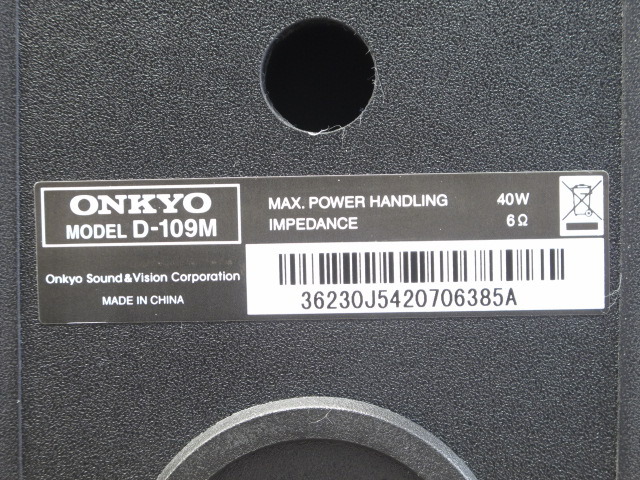 ONKYO
MODEL D-109M
MAX. POWER HANDLING 40W
IMPEDANCE 6Ω
Onkyo Sound&Vision Corporation
MADE IN CHINA
36230J5420706385A